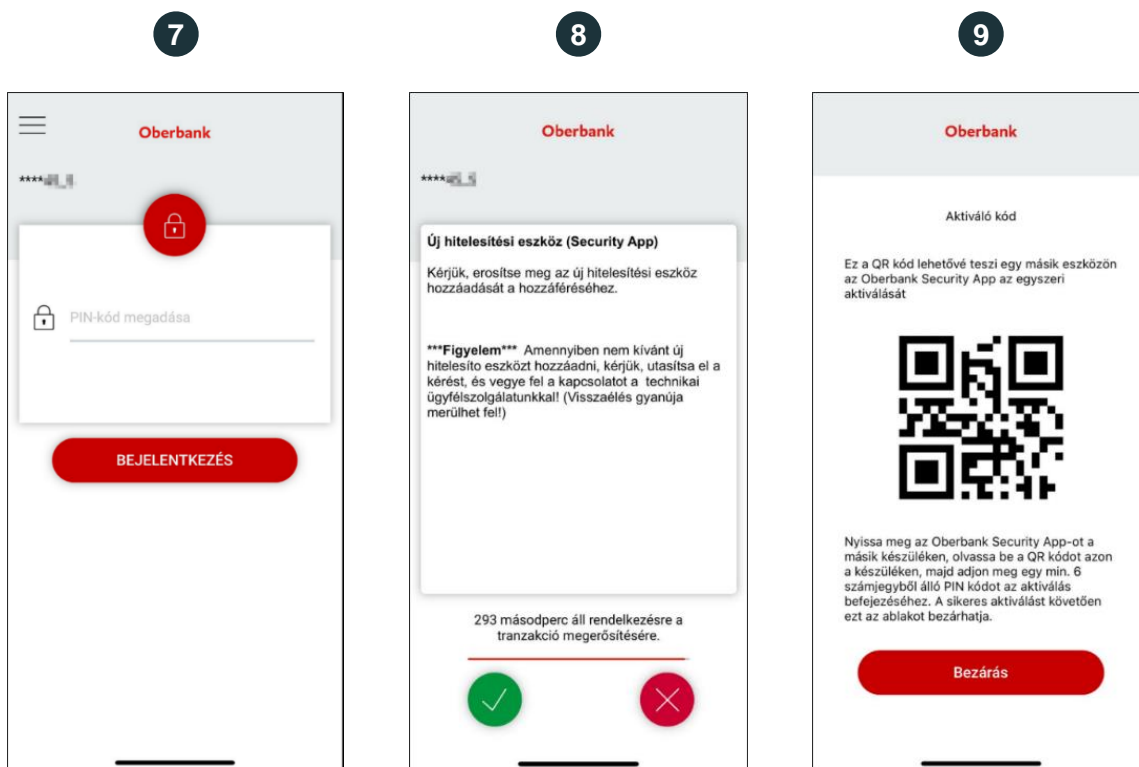 7
8
9
Oberbank
****
PIN-kód megadása
BEJELENTKEZÉS
Oberbank
****
Új hitelesítési eszköz (Security App)
Kérjük, erosítse meg az új hitelesítési eszköz
hozzáadását a hozzáféréséhez.
***Figyelem*** Amennyiben nem kívánt új
hitelesíto eszközt hozzáadni, kérjük, utasítsa el a
kérést, és vegye fel a kapcsolatot a technikai
ügyfélszolgálatunkkal! (Visszaélés gyanúja
merülhet fel!)
293 másodperc áll rendelkezésre a
tranzakció megerősítésére.
Oberbank
Aktiváló kód
Ez a QR kód lehetővé teszi egy másik eszközön
az Oberbank Security App az egyszeri
aktiválását
Nyissa meg az Oberbank Security App-ot a
másik készüléken, olvassa be a QR kódot azon
a készüléken, majd adjon meg egy min. 6
számjegyből álló PIN kódot az aktiválás
befejezéséhez. A sikeres aktiválást követően
ezt az ablakot bezárhatja.
Bezárás